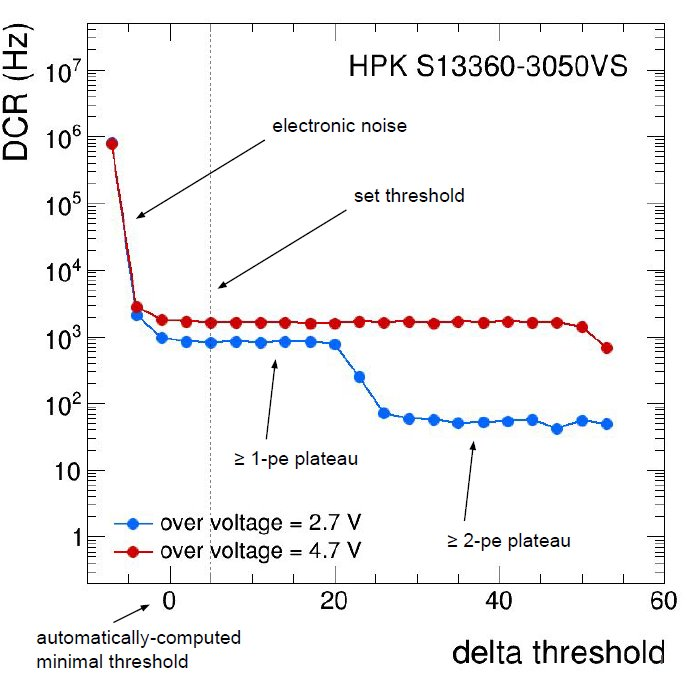 HPK S13360-3050VS
DCR (Hz)
10⁷
10⁶
10⁵
10⁴
10³
10²
10
1
electronic noise
set threshold
≥ 1-pe plateau
≥ 2-pe plateau
over voltage = 2.7 V
over voltage = 4.7 V
0 20 40 60
automatically-computed
minimal threshold
delta threshold